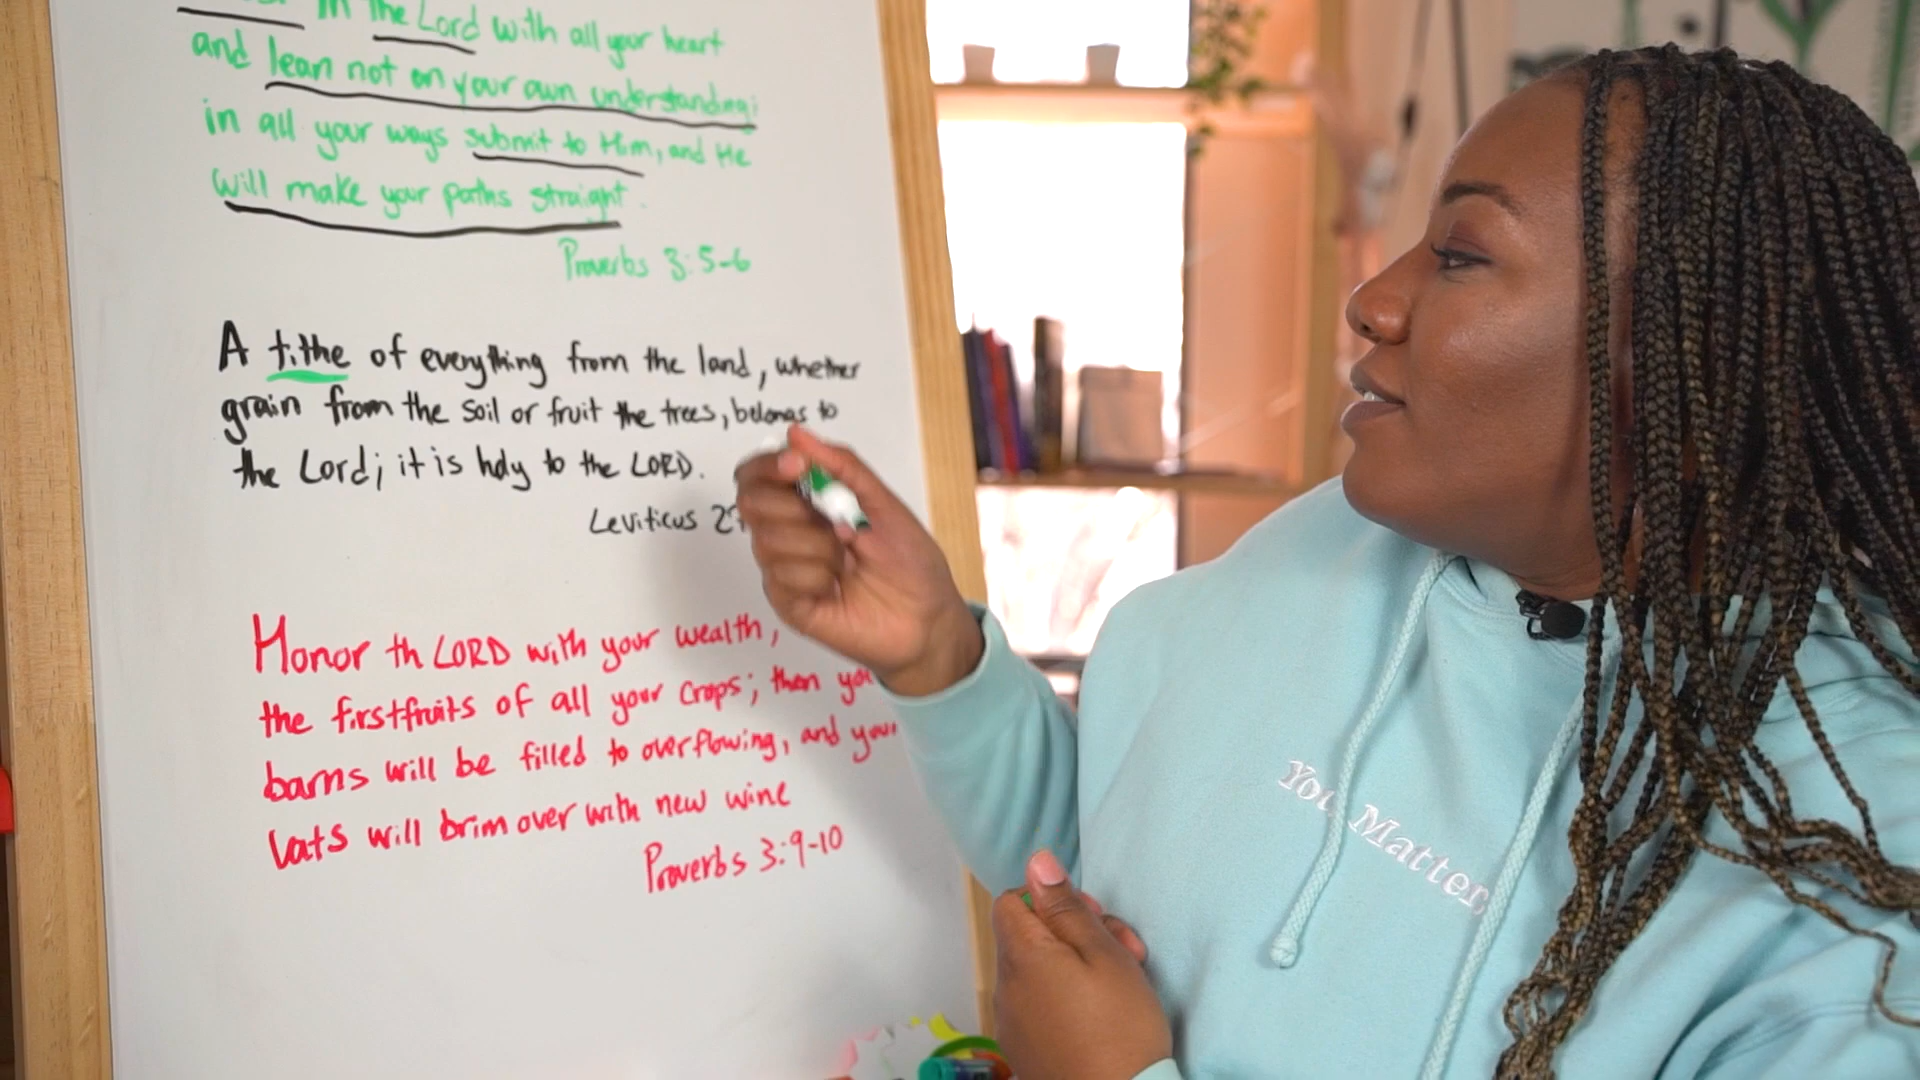 in the Lord with all your heart
and lean not on your own understanding;
in all your ways submit to Him, and He
will make your paths straight.
Proverbs 3:5-6
A tithe of everything from the land, whether
grain from the soil or fruit the trees, belongs to
the Lord; it is holy to the LORD.
Leviticus 27
Honor th LORD with your wealth,
the firstfruits of all your crops; then you
barns will be filled to overflowing, and your
vats will brim over with new wine
Proverbs 3:9-10
You Matter.